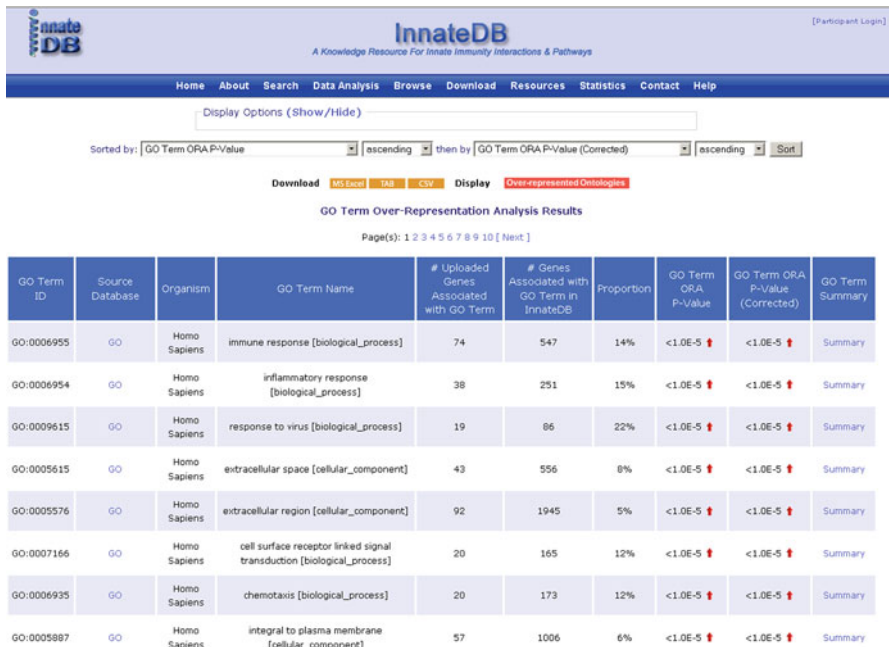 innate DB
InnateDB
A Knowledge Resource For Innate Immunity Interactions & Pathways
[Participant Login]
Home About Search Data Analysis Browse Download Resources Statistics Contact Help
Display Options (Show/Hide)
Sorted by: GO Term ORA P-Value ascending then by GO Term ORA P-Value (Corrected) ascending Sort
Download MS Excel TAB CSV Display Over-represented Ontologies
GO Term Over-Representation Analysis Results
Page(s): 1 2 3 4 5 6 7 8 9 10 [ Next ]
GO Term ID Source Database Organism GO Term Name # Uploaded Genes Associated with GO Term # Genes Associated with GO Term in InnateDB Proportion GO Term ORA P-Value GO Term ORA P-Value (Corrected) GO Term Summary
GO:0006955 GO Homo Sapiens immune response [biological_process] 74 547 14% <1.0E-5 <1.0E-5 Summary
GO:0006954 GO Homo Sapiens inflammatory response [biological_process] 38 251 15% <1.0E-5 <1.0E-5 Summary
GO:0009615 GO Homo Sapiens response to virus [biological_process] 19 86 22% <1.0E-5 <1.0E-5 Summary
GO:0005615 GO Homo Sapiens extracellular space [cellular_component] 43 556 8% <1.0E-5 <1.0E-5 Summary
GO:0005576 GO Homo Sapiens extracellular region [cellular_component] 92 1945 5% <1.0E-5 <1.0E-5 Summary
GO:0007166 GO Homo Sapiens cell surface receptor linked signal transduction [biological_process] 20 165 12% <1.0E-5 <1.0E-5 Summary
GO:0006935 GO Homo Sapiens chemotaxis [biological_process] 20 173 12% <1.0E-5 <1.0E-5 Summary
GO:0005887 GO Homo Sapiens integral to plasma membrane [cellular_component] 57 1006 6% <1.0E-5 <1.0E-5 Summary